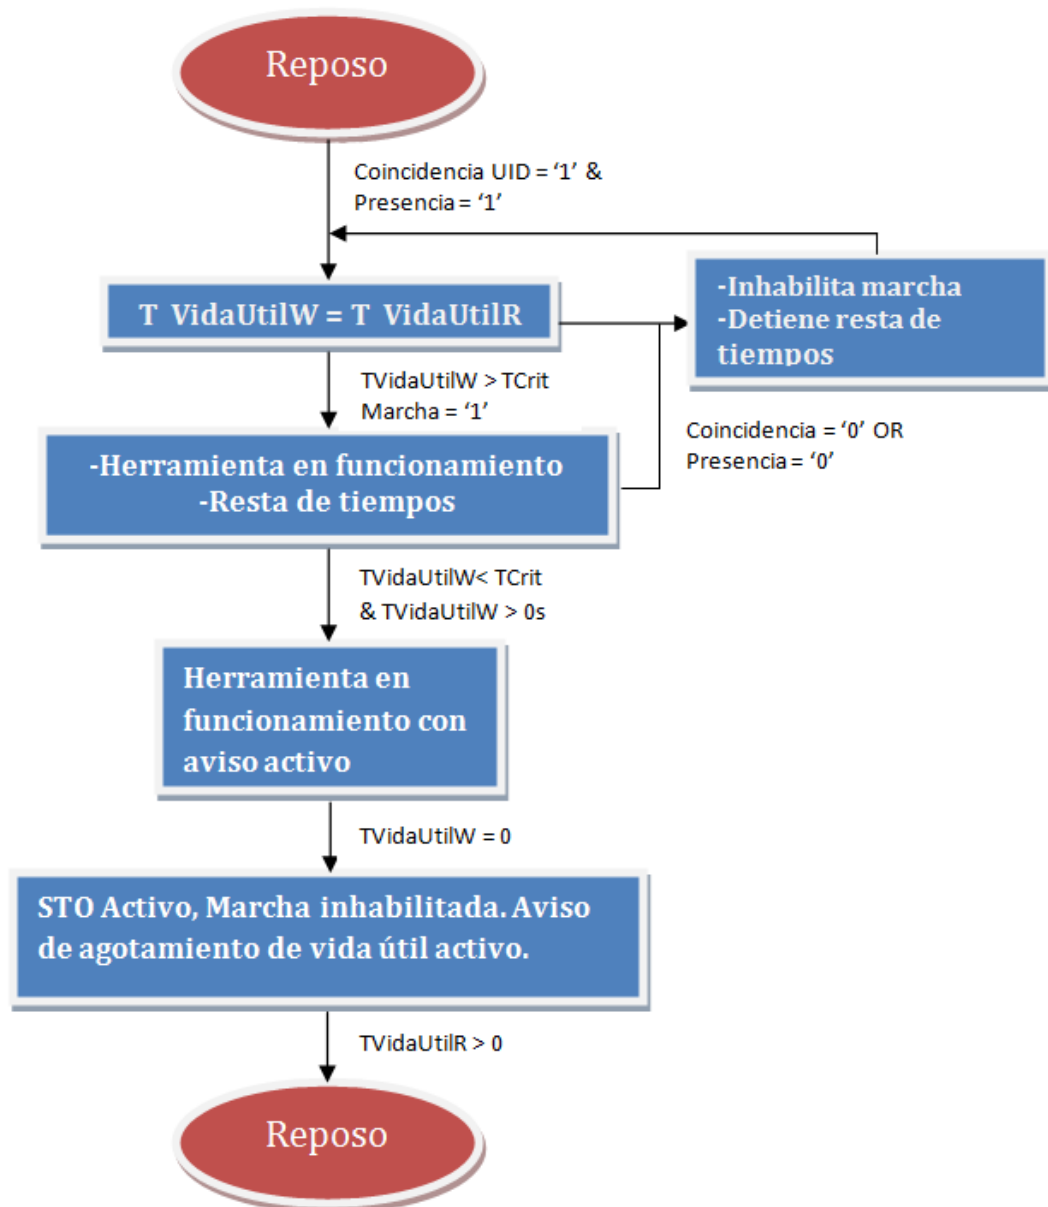 Reposo
Coincidencia UID = ‘1’ &
Presencia = ‘1’
T VidaUtilW = T VidaUtilR
-Inhabilita marcha
-Detiene resta de
tiempos
TVidaUtilW > TCrit
Marcha = ‘1’
Coincidencia = ‘0’ OR
Presencia = ‘0’
-Herramienta en funcionamiento
-Resta de tiempos
TVidaUtilW< TCrit
& TVidaUtilW > 0s
Herramienta en
funcionamiento con
aviso activo
TVidaUtilW = 0
STO Activo, Marcha inhabilitada. Aviso
de agotamiento de vida útil activo.
TVidaUtilR > 0
Reposo